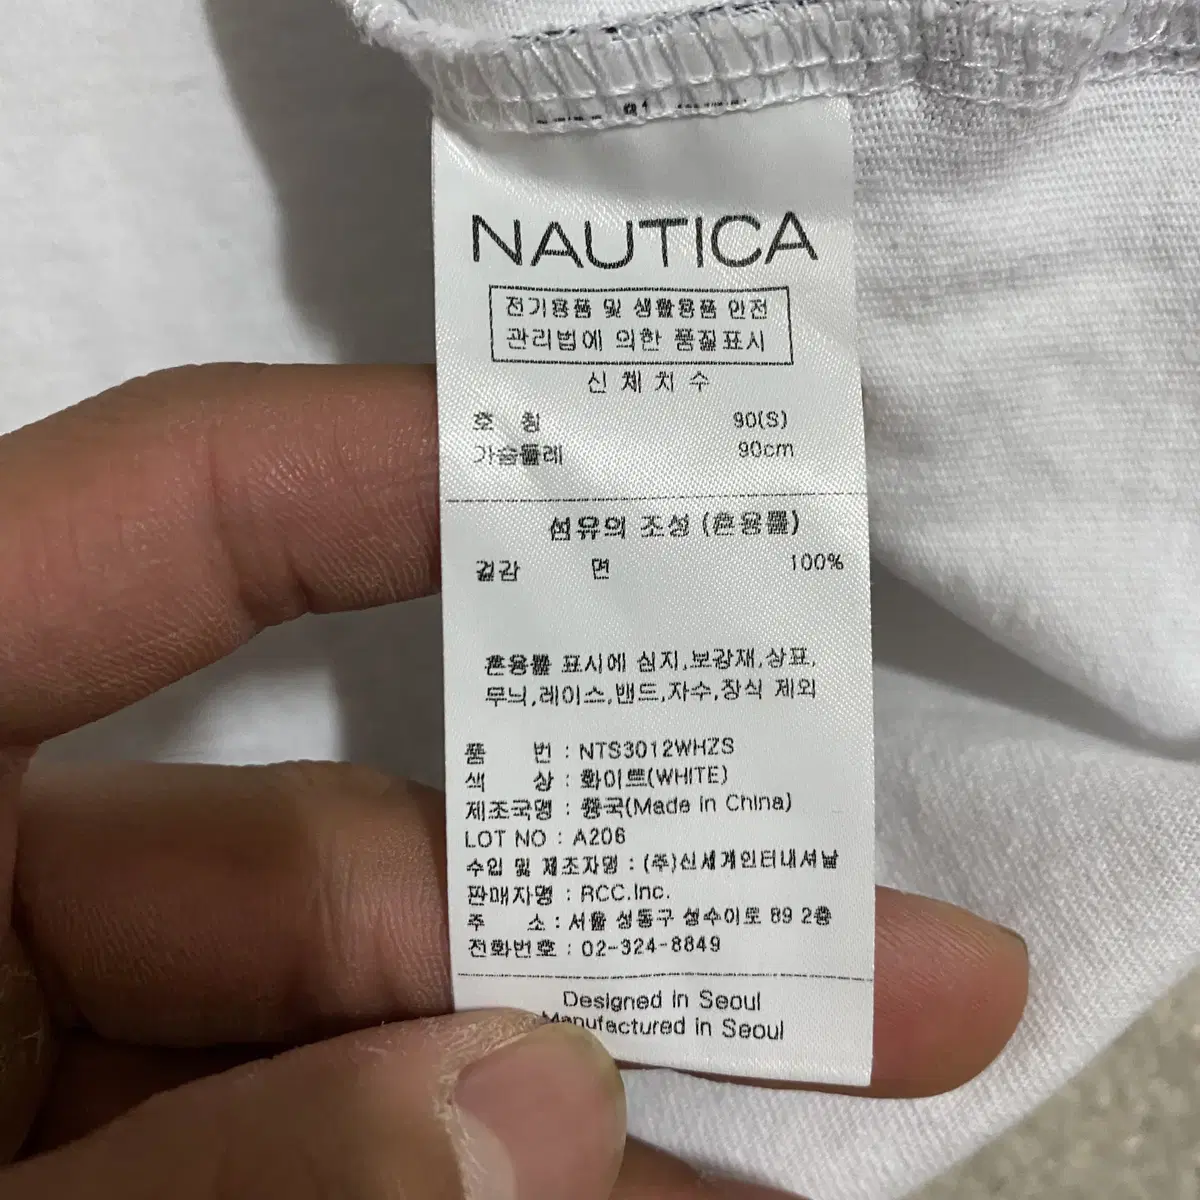 NAUTICA
전기용품 및 생활용품 안전
관리법에 의한 품질표시
신 체 치 수
호 칭 90(S)
가슴둘레 90cm
섬유의 조성 (혼용률)
겉감 면 100%
혼용률 표시에 심지,보강재,상표,
무늬,레이스,밴드,자수,장식 제외
품 번 : NTS3012WHZS
색 상 : 화이트(WHITE)
제조국명 : 중국(Made in China)
LOT NO : A206
수입 및 제조자명 : (주)신세계인터내셔날
판매자명 : RCC.Inc.
주 소 : 서울 성동구 성수이로 89 2층
전화번호 : 02-324-8849
Designed in Seoul
Manufactured in Seoul